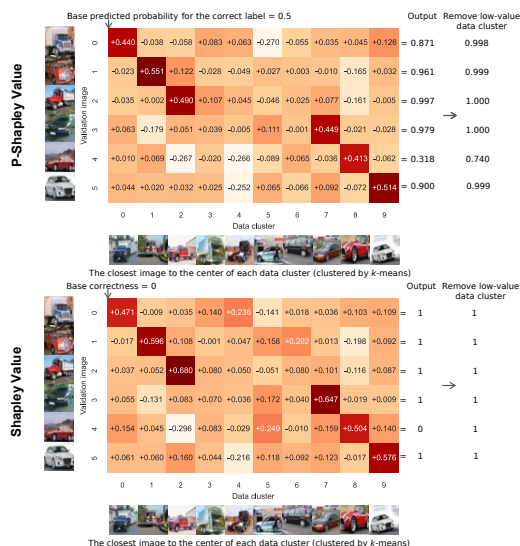 Base predicted probability for the correct label = 0.5
Output
Remove low-value
data cluster
P-Shapley Value
Validation image
0 +0.440 −0.038 −0.058 +0.083 +0.063 −0.270 −0.055 +0.035 +0.045 +0.126 = 0.871 0.998
1 −0.023 +0.551 +0.122 −0.028 −0.049 −0.027 +0.003 −0.010 −0.165 +0.032 = 0.961 0.999
2 −0.035 +0.002 +0.490 +0.107 +0.045 −0.046 −0.025 +0.077 −0.161 −0.005 = 0.997 1.000
3 +0.063 −0.179 +0.051 +0.039 −0.005 +0.111 −0.001 +0.449 −0.021 −0.028 = 0.979 1.000
4 +0.010 +0.069 −0.267 −0.020 −0.266 −0.089 +0.065 −0.036 +0.413 −0.062 = 0.318 0.740
5 +0.044 +0.020 +0.032 +0.025 −0.252 +0.065 −0.066 +0.092 −0.072 +0.514 = 0.900 0.999
0 1 2 3 4 5 6 7 8 9
Data cluster
The closest image to the center of each data cluster (clustered by k-means)
Base correctness = 0
Output
Remove low-value
data cluster
Shapley Value
Validation image
0 +0.471 −0.009 +0.035 +0.140 +0.238 −0.141 +0.018 +0.036 +0.103 +0.109 = 1 1
1 −0.017 +0.596 +0.108 −0.001 +0.047 +0.158 +0.202 +0.013 −0.198 +0.092 = 1 1
2 +0.037 +0.052 +0.680 +0.080 +0.050 −0.051 +0.080 +0.101 −0.116 +0.087 = 1 1
3 +0.055 −0.131 +0.083 +0.070 +0.036 +0.172 +0.040 +0.647 +0.019 +0.009 = 1 1
4 +0.154 +0.045 −0.296 +0.083 −0.029 +0.249 −0.010 +0.159 +0.504 +0.140 = 0 1
5 +0.061 +0.060 +0.160 +0.044 −0.216 +0.118 +0.092 +0.123 −0.017 +0.576 = 1 1
0 1 2 3 4 5 6 7 8 9
Data cluster
The closest image to the center of each data cluster (clustered by k-means)